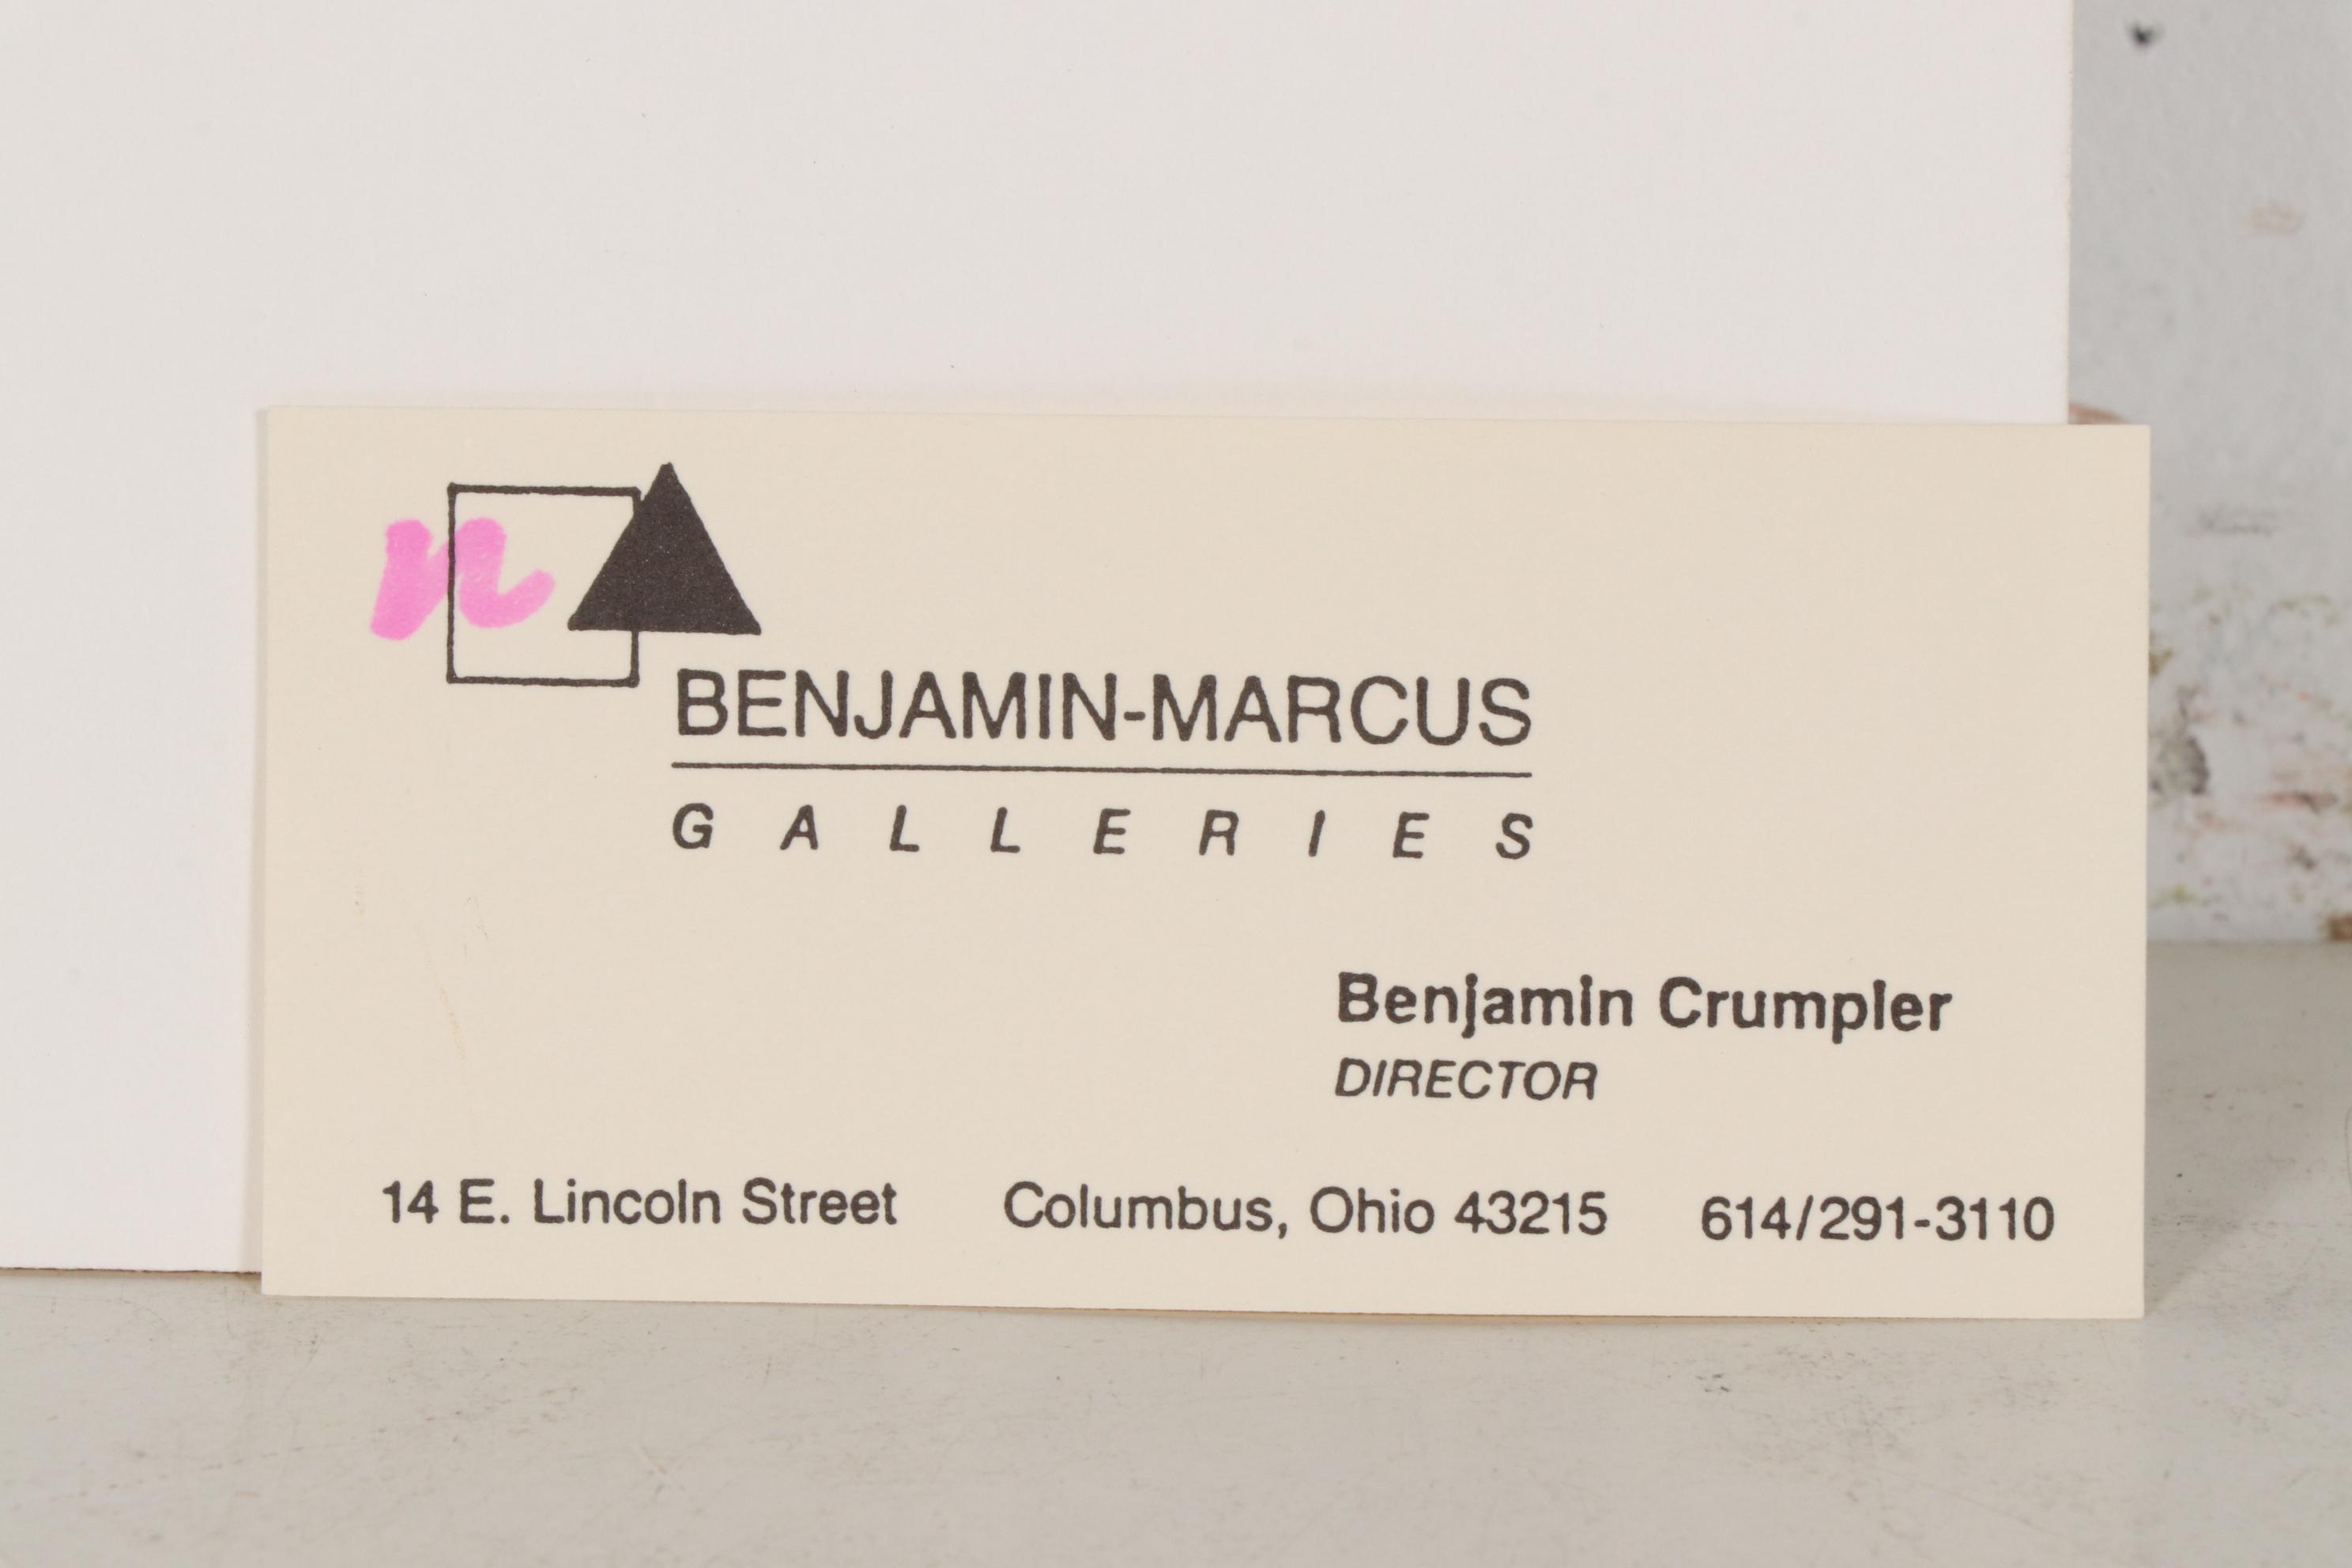 n
BENJAMIN-MARCUS
GALLERIES
Benjamin Crumpler
DIRECTOR
14 E. Lincoln Street Columbus, Ohio 43215 614/291-3110